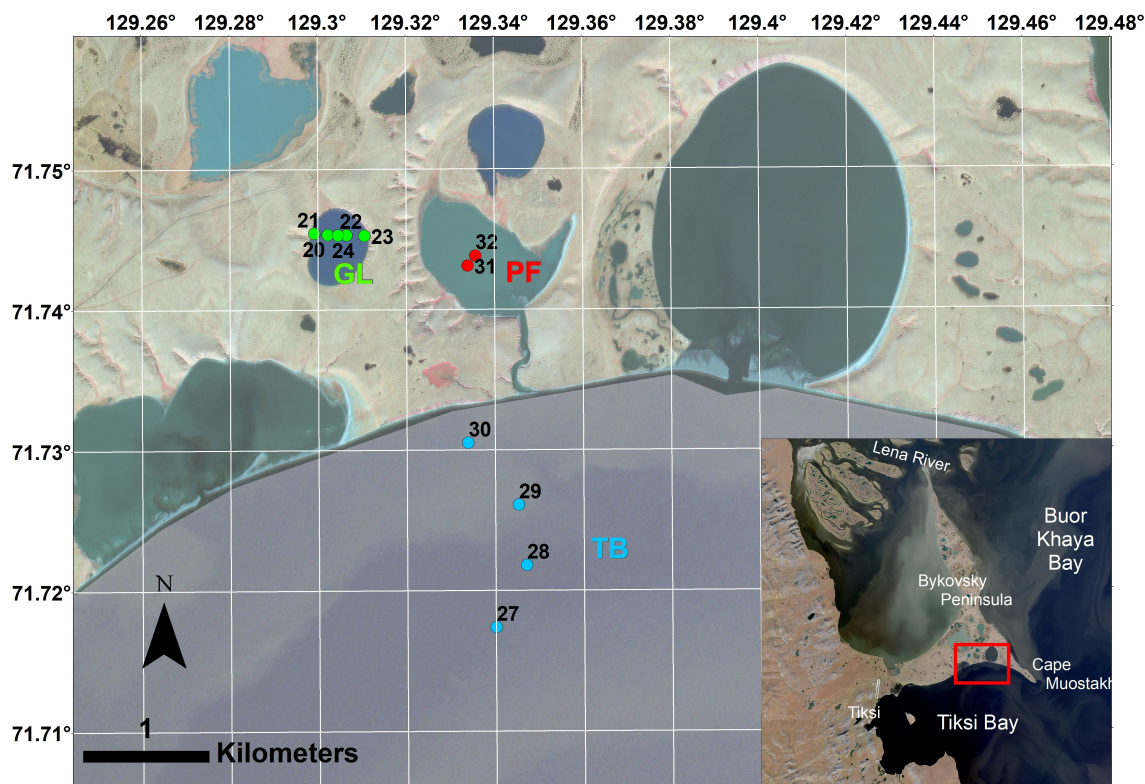 129.26° 129.28° 129.3° 129.32° 129.34° 129.36° 129.38° 129.4° 129.42° 129.44° 129.46° 129.48°
71.75°
21 22
20 24 23
GL
32
31 PF
71.74°
30
71.73°
29
TB
28
71.72°
27
N
71.71°
1
Kilometers
Lena River
Buor
Khaya
Bay
Bykovsky
Peninsula
Cape
Muostakh
Tiksi
Tiksi Bay